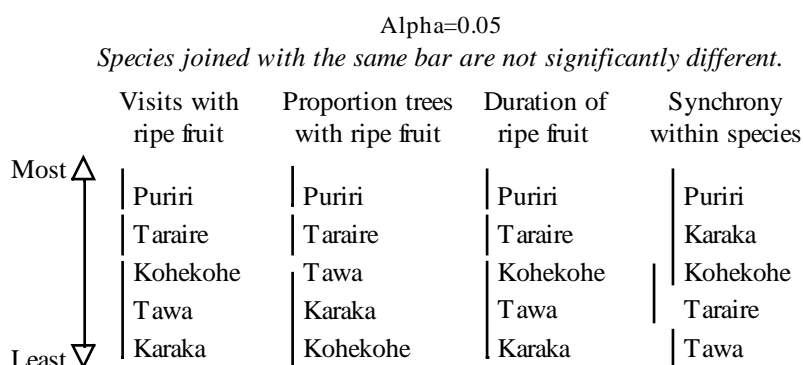 Alpha=0.05
Species joined with the same bar are not significantly different.
Visits with Proportion trees Duration of Synchrony
ripe fruit with ripe fruit ripe fruit within species
Most
Puriri Puriri Puriri Puriri
Taraire Taraire Taraire Karaka
Kohekohe Tawa Kohekohe Kohekohe
Tawa Karaka Tawa Taraire
Least Karaka Kohekohe Karaka Tawa